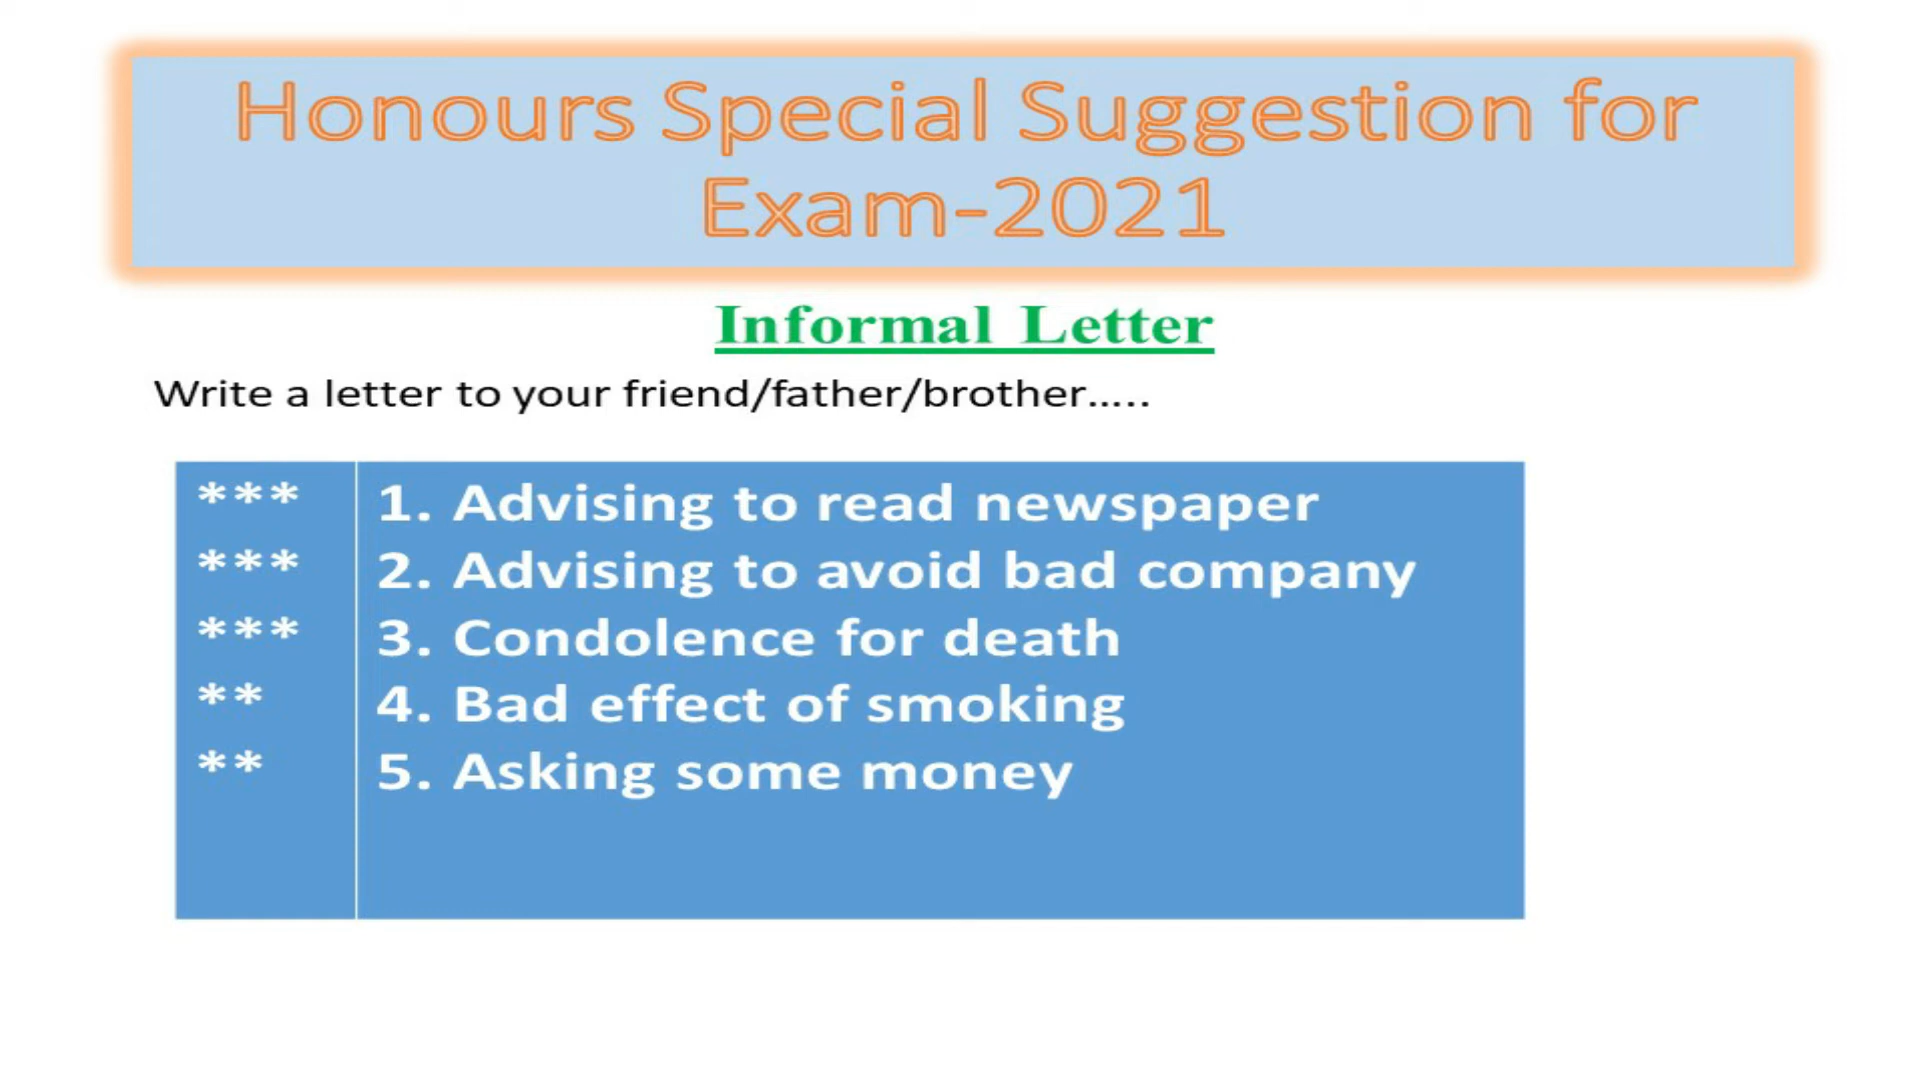 Honours Special Suggestion for
Exam-2021
Informal Letter
Write a letter to your friend/father/brother.....
*** 1. Advising to read newspaper
*** 2. Advising to avoid bad company
*** 3. Condolence for death
** 4. Bad effect of smoking
** 5. Asking some money